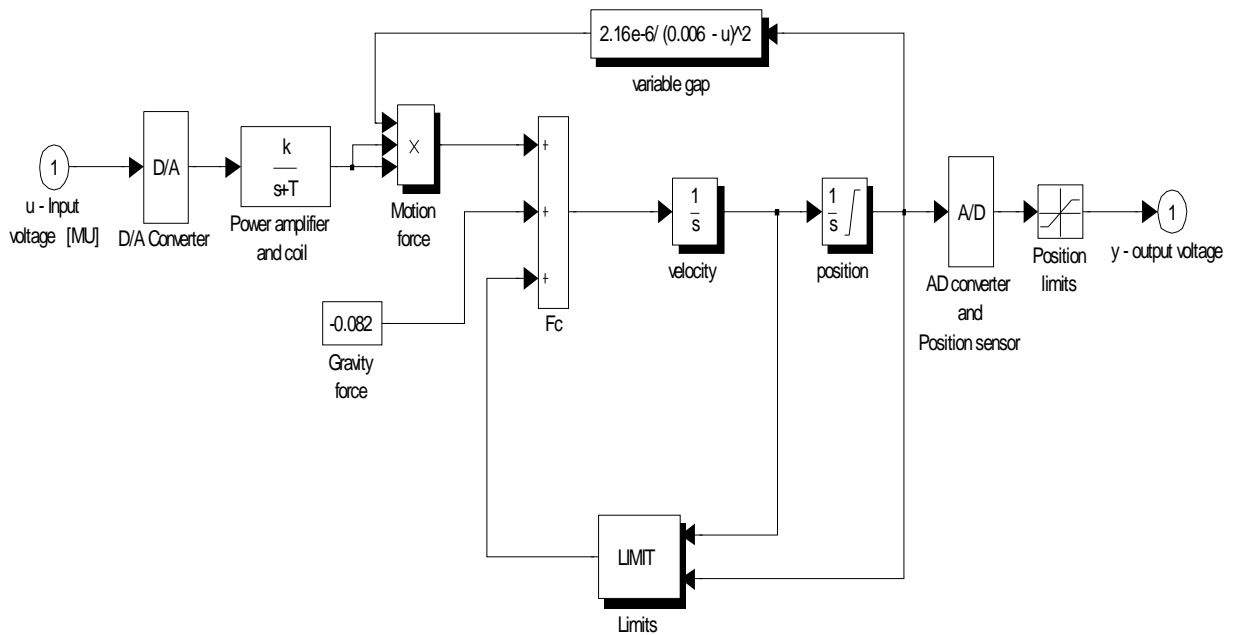 2.16e-6/ (0.006 - u)^2
variable gap
1
u - Input
voltage [MU]
D/A
D/A Converter
k
s+T
Power amplifier
and coil
×
Motion
force
+
+
+
Fc
-0.082
Gravity
force
1
s
velocity
1
s
position
A/D
AD converter
and
Position sensor
Position
limits
1
y - output voltage
LIMIT
Limits